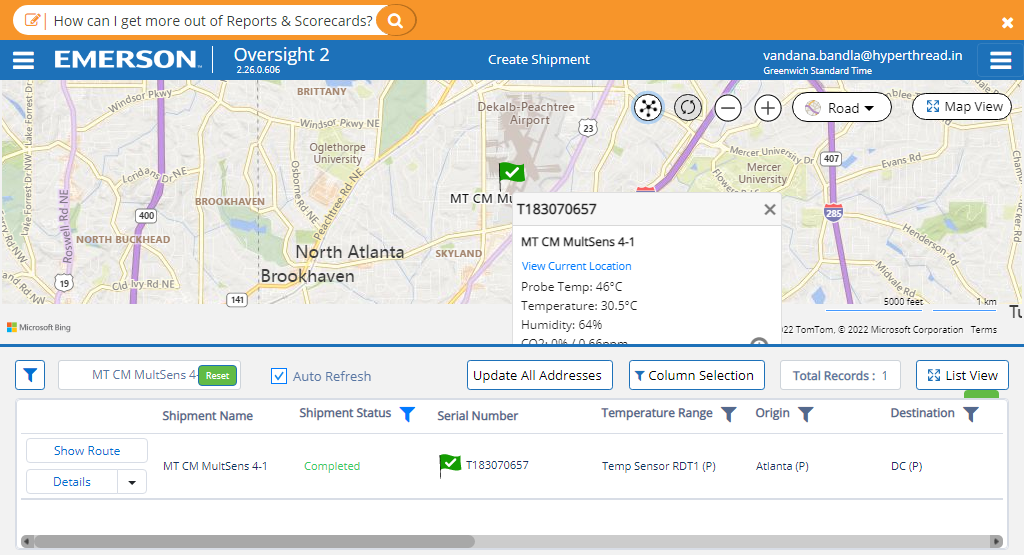 How can I get more out of Reports & Scorecards?
EMERSON
Oversight 2
2.26.0.606
Create Shipment
vandana.bandla@hyperthread.in
Greenwich Standard Time
Windsor Pkwy
BRITTANY
Dekalb-Peachtree
Airport
23
Road
Map View
Windsor Pkwy NE
Oglethorpe
University
Mercer University Dr
Mercer
University
407
Evans Rd
Loridans Dr NE
BROOKHAVEN
Peachtree Rd NE
400
Roswell Rd NE
NORTH BUCKHEAD
MT CM Mu
T183070657
MT CM MultSens 4-1
View Current Location
Probe Temp: 46°C
Temperature: 30.5°C
Humidity: 64%
CO2: 0% / 0.66ppm
285
Henderson Rd
Midvale Rd
North Atlanta
Brookhaven
SKYLAND
19
Cld-Ivy Rd NE
141
5000 feet
1 km
Microsoft Bing
22 TomTom, © 2022 Microsoft Corporation
Terms
MT CM MultSens 4-
Reset
Auto Refresh
Update All Addresses
Column Selection
Total Records : 1
List View
Shipment Name
Shipment Status
Serial Number
Temperature Range
Origin
Destination
Show Route
Details
MT CM MultSens 4-1
Completed
T183070657
Temp Sensor RDT1 (P)
Atlanta (P)
DC (P)